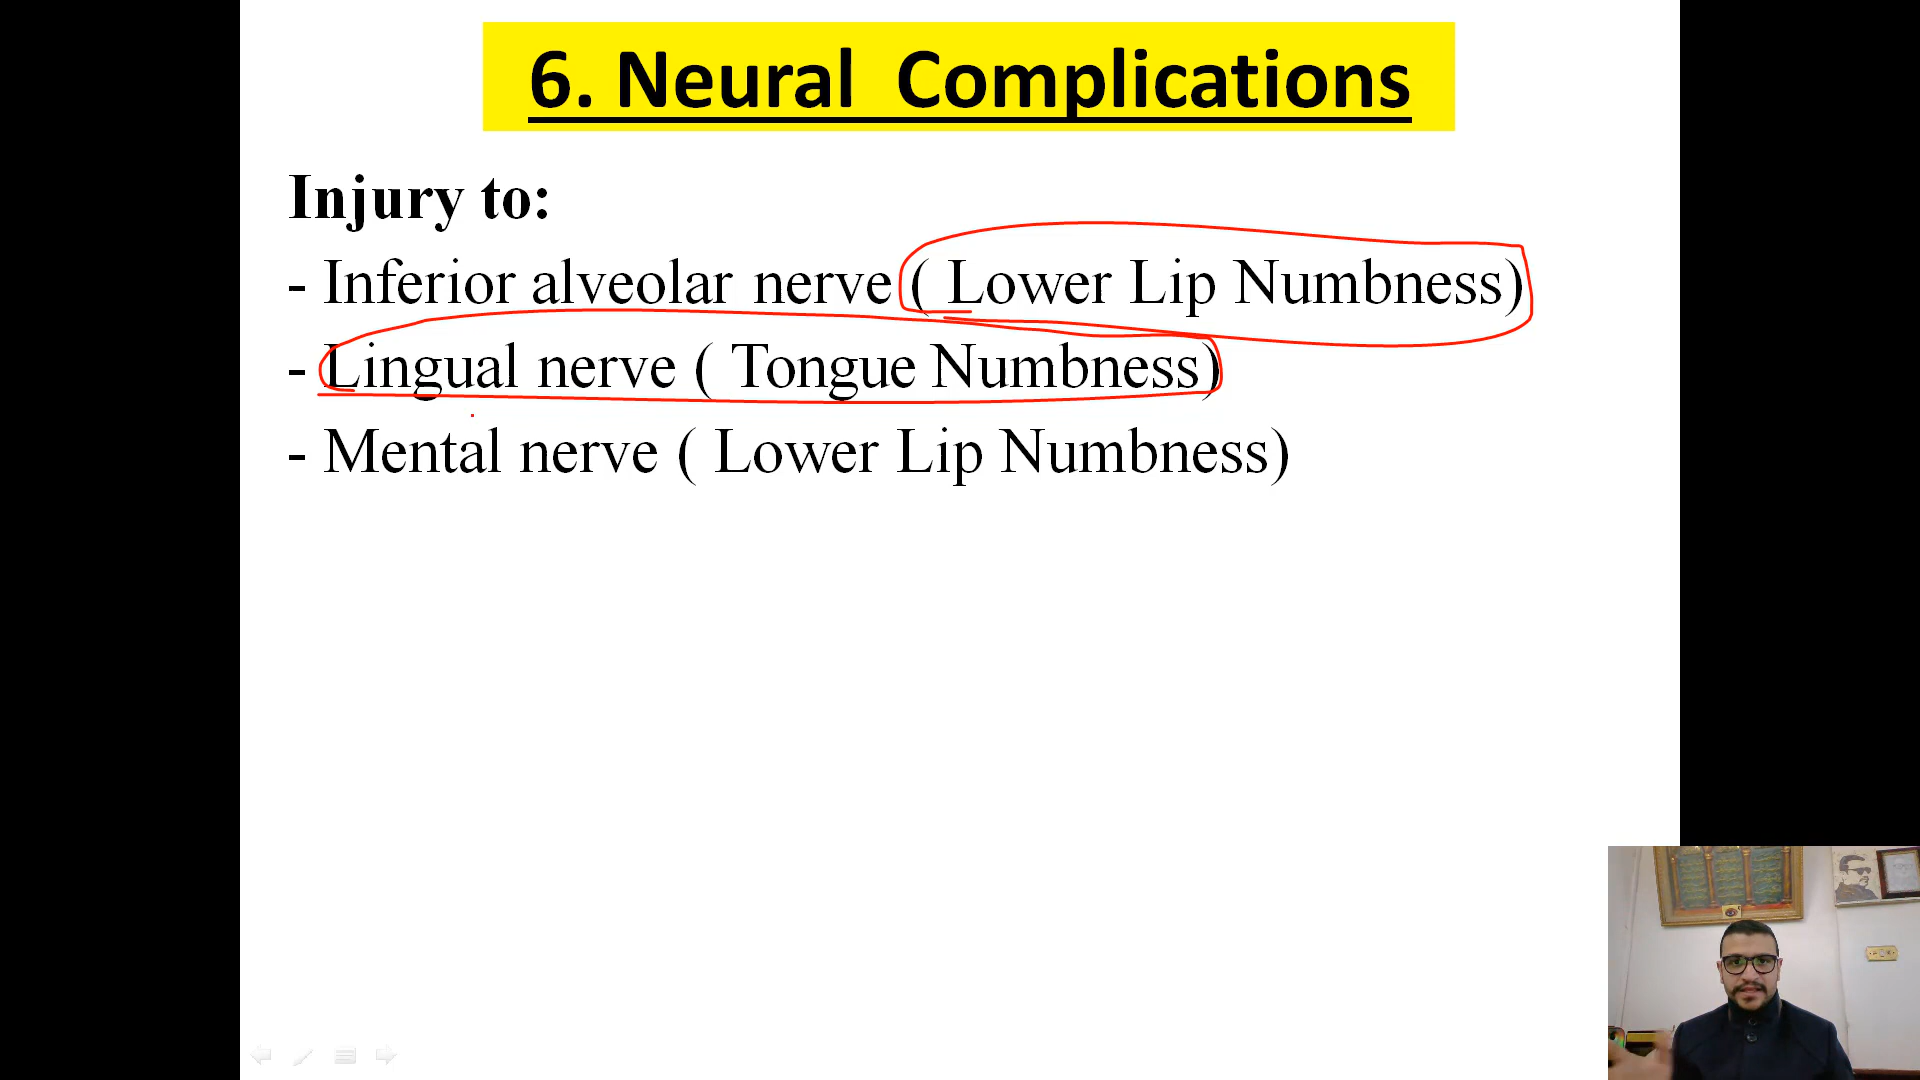 6. Neural Complications
Injury to:
- Inferior alveolar nerve ( Lower Lip Numbness)
- Lingual nerve ( Tongue Numbness)
- Mental nerve ( Lower Lip Numbness)